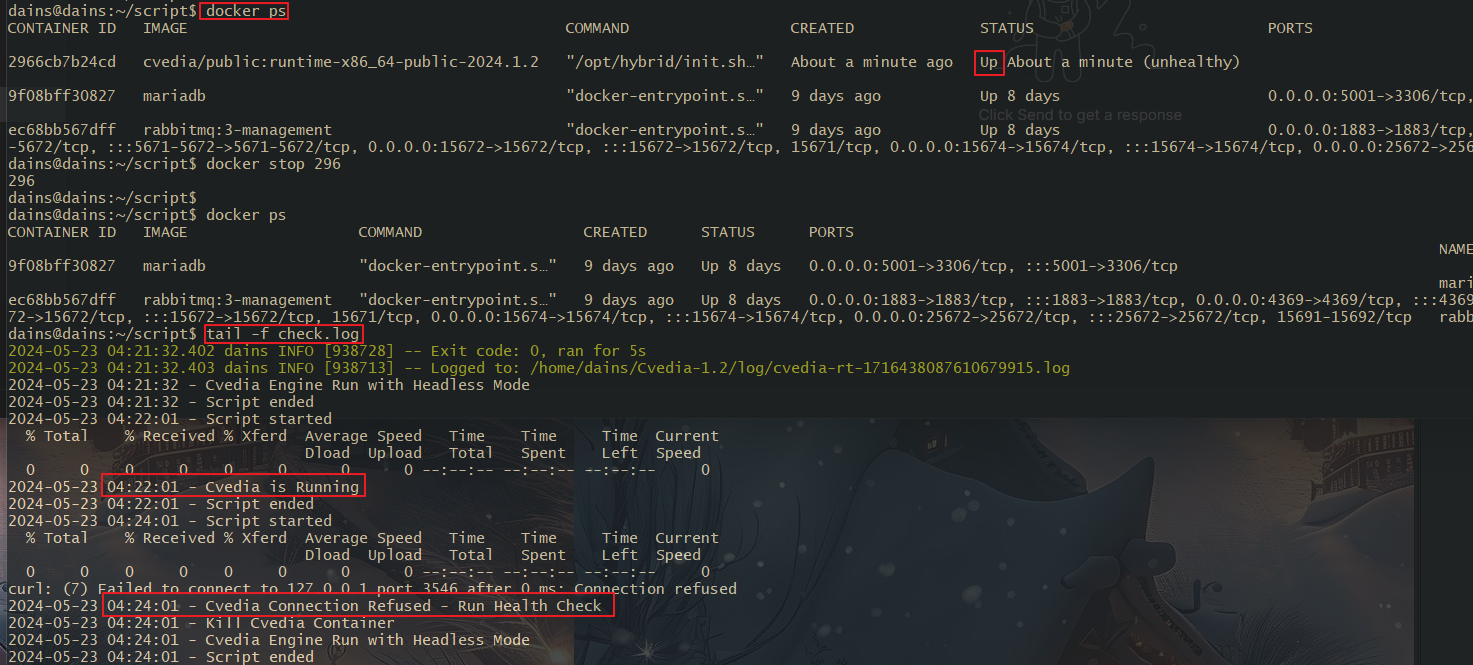 dains@dains:~/script$ docker ps
CONTAINER ID   IMAGE   COMMAND   CREATED   STATUS   PORTS
2966cb7b24cd   cvedia/public:runtime-x86_64-public-2024.1.2   "/opt/hybrid/init.sh…"   About a minute ago   Up About a minute (unhealthy)
9f08bff30827   mariadb   "docker-entrypoint.s…"   9 days ago   Up 8 days   0.0.0.0:5001->3306/tcp,
Click Send to get a response
ec68bb567dff   rabbitmq:3-management   "docker-entrypoint.s…"   9 days ago   Up 8 days   0.0.0.0:1883->1883/tcp,
-5672/tcp, :::5671-5672->5671-5672/tcp, 0.0.0.0:15672->15672/tcp, :::15672->15672/tcp, 15671/tcp, 0.0.0.0:15674->15674/tcp, :::15674->15674/tcp, 0.0.0.0:25672->256
dains@dains:~/script$ docker stop 296
296
dains@dains:~/script$
dains@dains:~/script$ docker ps
CONTAINER ID   IMAGE   COMMAND   CREATED   STATUS   PORTS
NAME
9f08bff30827   mariadb   "docker-entrypoint.s…"   9 days ago   Up 8 days   0.0.0.0:5001->3306/tcp, :::5001->3306/tcp
mari
ec68bb567dff   rabbitmq:3-management   "docker-entrypoint.s…"   9 days ago   Up 8 days   0.0.0.0:1883->1883/tcp, :::1883->1883/tcp, 0.0.0.0:4369->4369/tcp, :::4369
72->15672/tcp, :::15672->15672/tcp, 15671/tcp, 0.0.0.0:15674->15674/tcp, :::15674->15674/tcp, 0.0.0.0:25672->25672/tcp, :::25672->25672/tcp, 15691-15692/tcp   rabb
dains@dains:~/script$ tail -f check.log
2024-05-23 04:21:32.402 dains INFO [938728] -- Exit code: 0, ran for 5s
2024-05-23 04:21:32.403 dains INFO [938713] -- Logged to: /home/dains/Cvedia-1.2/log/cvedia-rt-1716438087610679915.log
2024-05-23 04:21:32 - Cvedia Engine Run with Headless Mode
2024-05-23 04:21:32 - Script ended
2024-05-23 04:22:01 - Script started
% Total    % Received % Xferd  Average Speed   Time    Time     Time  Current
Dload  Upload   Total   Spent    Left  Speed
0     0    0     0    0     0      0      0 --:--:-- --:--:-- --:--:--     0
2024-05-23 04:22:01 - Cvedia is Running
2024-05-23 04:22:01 - Script ended
2024-05-23 04:24:01 - Script started
% Total    % Received % Xferd  Average Speed   Time    Time     Time  Current
Dload  Upload   Total   Spent    Left  Speed
0     0    0     0    0     0      0      0 --:--:-- --:--:-- --:--:--     0
curl: (7) Failed to connect to 127.0.0.1 port 3546 after 0 ms: Connection refused
2024-05-23 04:24:01 - Cvedia Connection Refused - Run Health Check
2024-05-23 04:24:01 - Kill Cvedia Container
2024-05-23 04:24:01 - Cvedia Engine Run with Headless Mode
2024-05-23 04:24:01 - Script ended